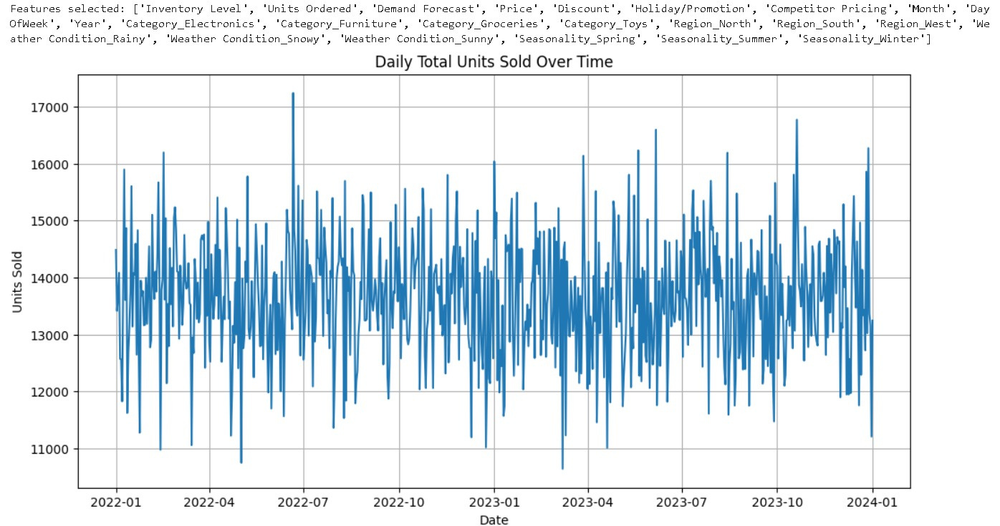 Features selected: ['Inventory Level', 'Units Ordered', 'Demand Forecast', 'Price', 'Discount', 'Holiday/Promotion', 'Competitor Pricing', 'Month', 'Day
OfWeek', 'Year', 'Category_Electronics', 'Category_Furniture', 'Category_Groceries', 'Category_Toys', 'Region_North', 'Region_South', 'Region_West', 'We
ather Condition_Rainy', 'Weather Condition_Snowy', 'Weather Condition_Sunny', 'Seasonality_Spring', 'Seasonality_Summer', 'Seasonality_Winter']
Daily Total Units Sold Over Time
17000
16000
15000
14000
13000
12000
11000
Units Sold
2022-01 2022-04 2022-07 2022-10 2023-01 2023-04 2023-07 2023-10 2024-01
Date